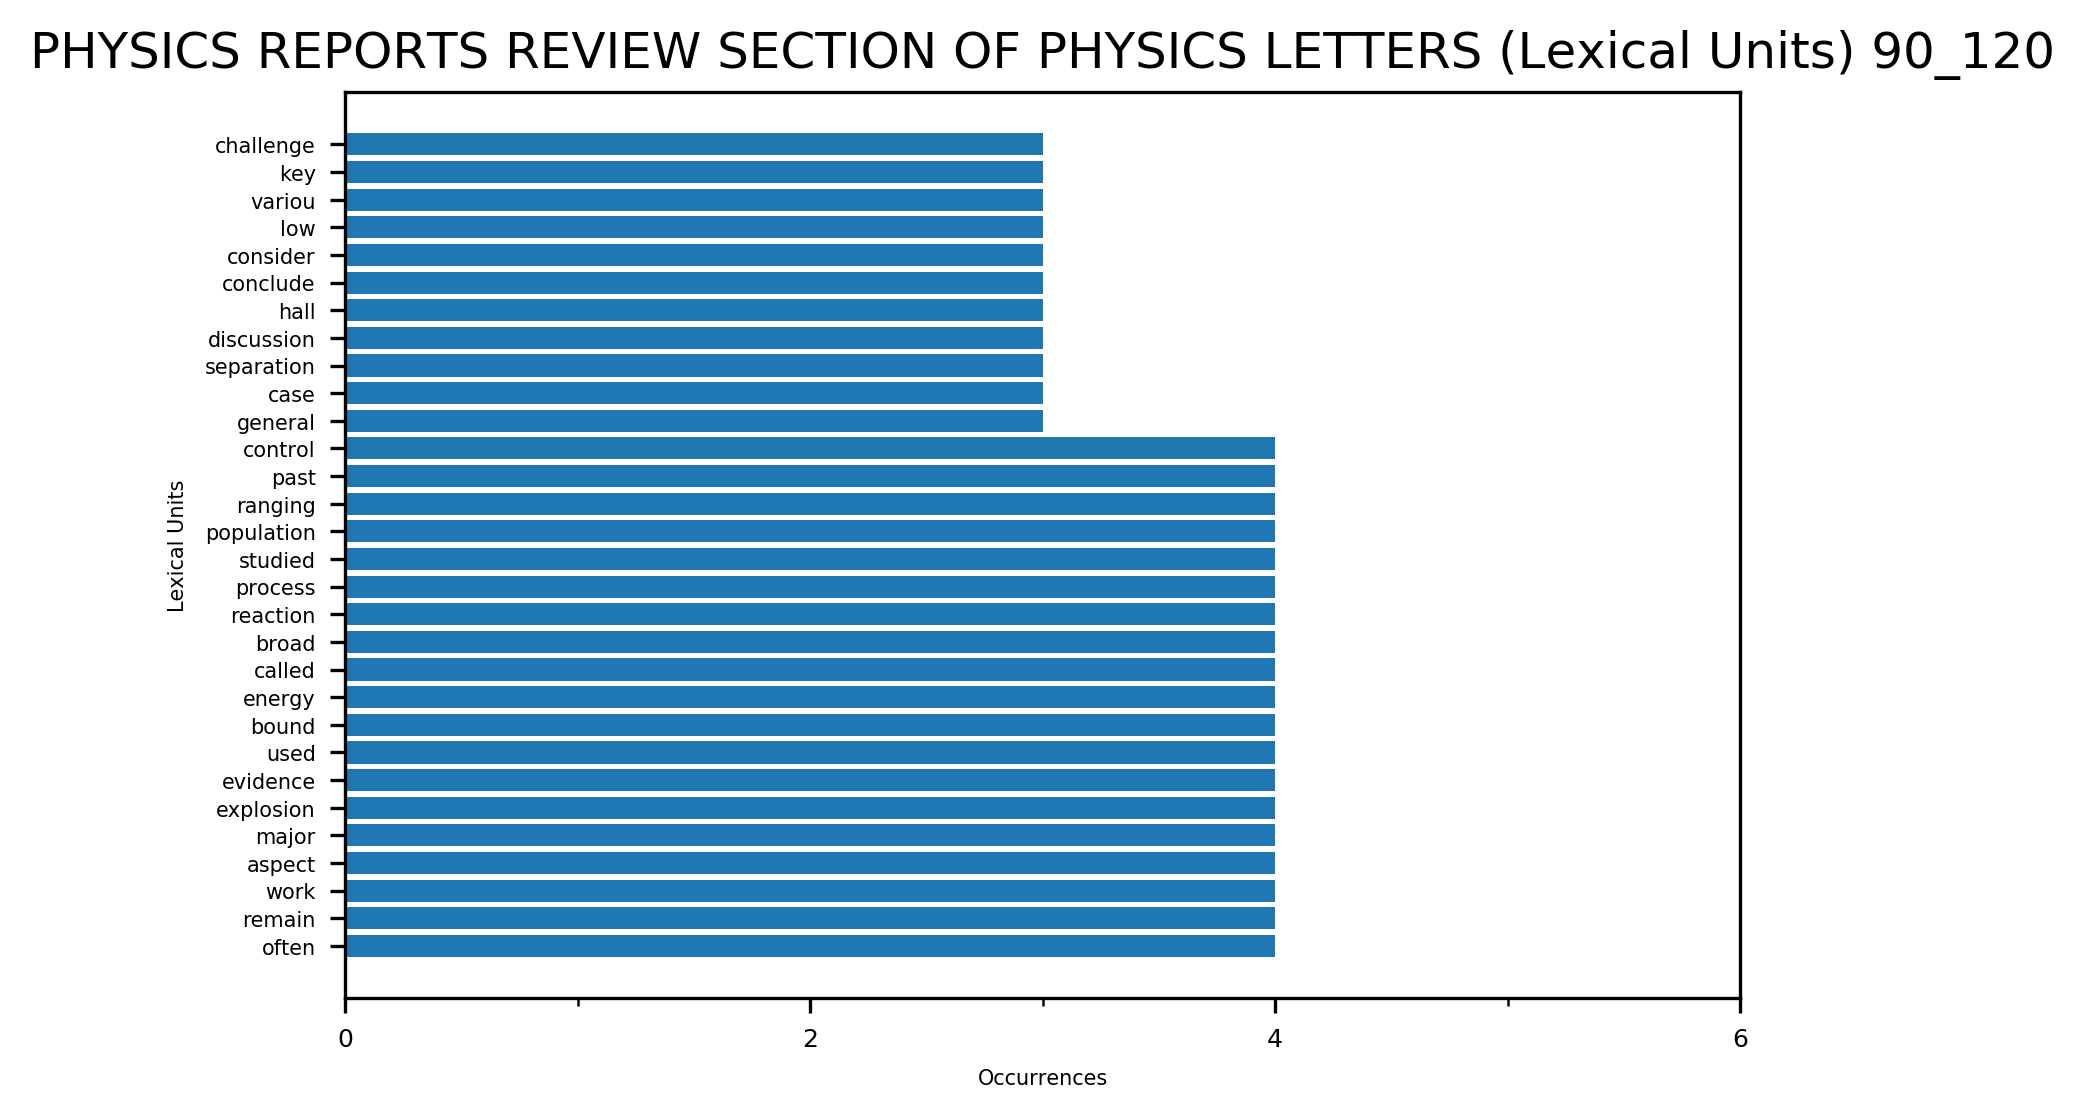 PHYSICS REPORTS REVIEW SECTION OF PHYSICS LETTERS (Lexical Units) 90_120
challenge
key
variou
low
consider
conclude
hall
discussion
separation
case
general
control
past
ranging
population
studied
process
reaction
broad
called
energy
bound
used
evidence
explosion
major
aspect
work
remain
often
Lexical Units
0 2 4 6
Occurrences